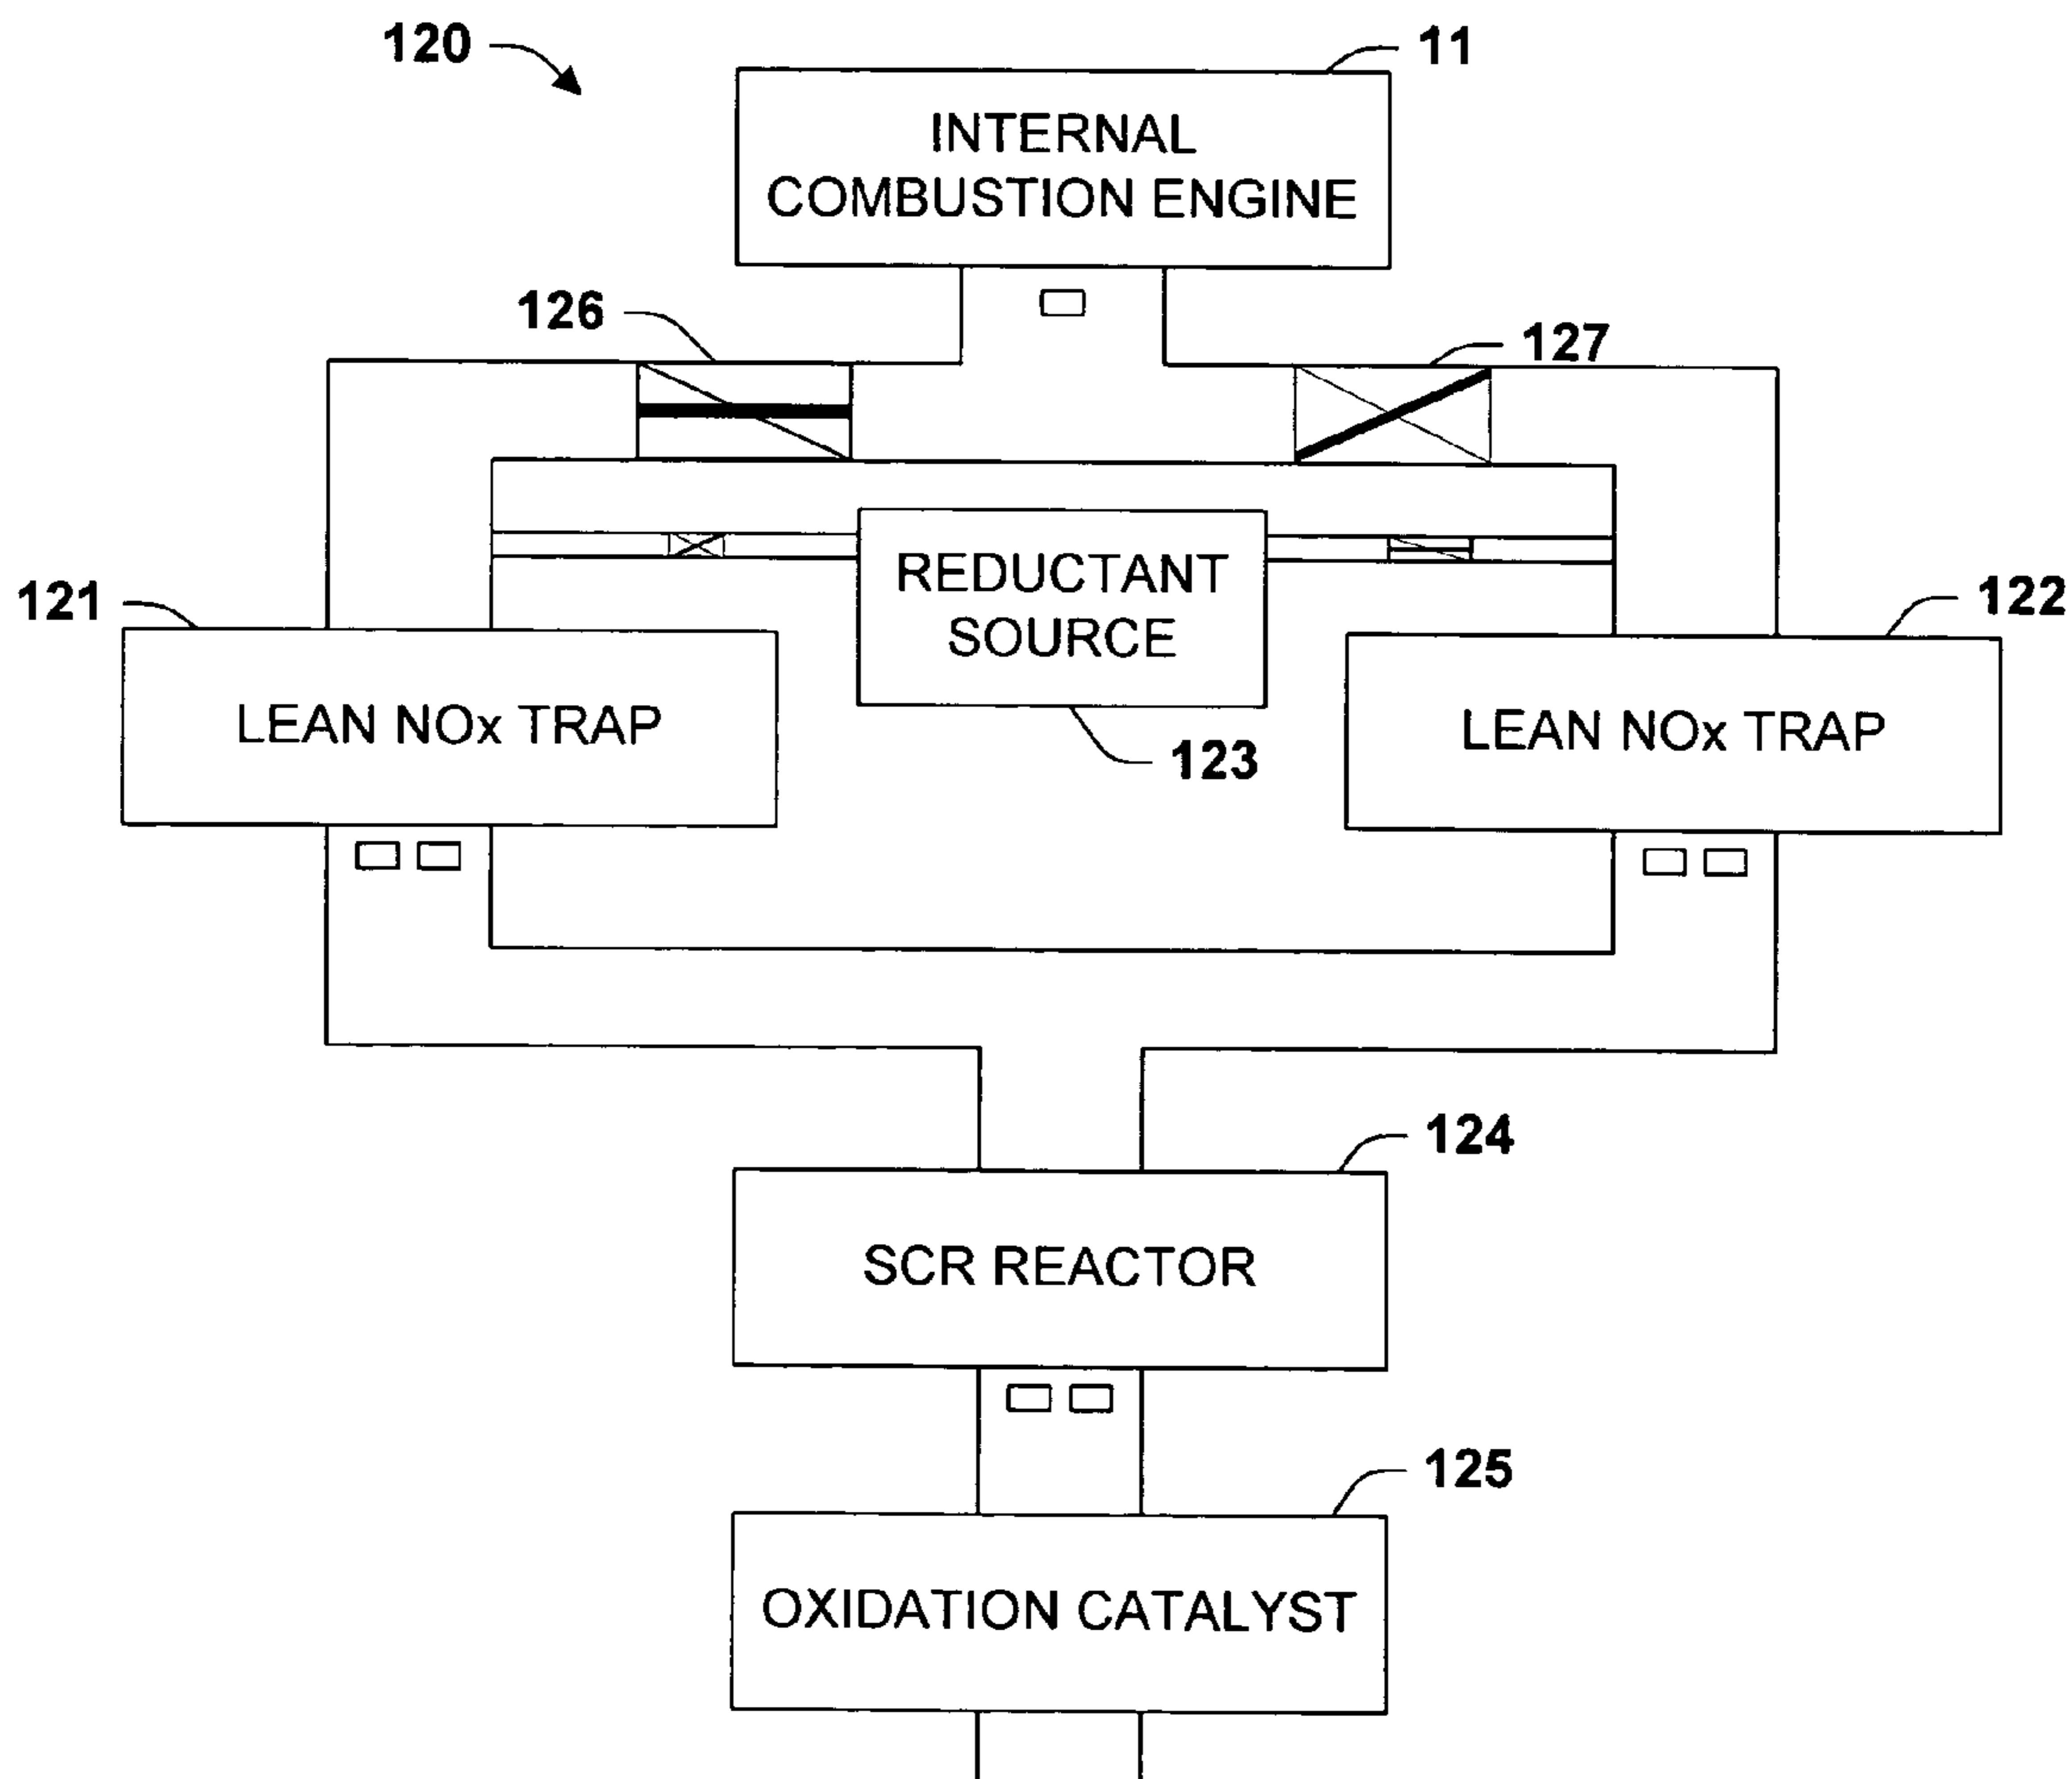 120
11
INTERNAL
COMBUSTION ENGINE
126
127
REDUCTANT
SOURCE
121
122
LEAN NOx TRAP
LEAN NOx TRAP
123
124
SCR REACTOR
125
OXIDATION CATALYST